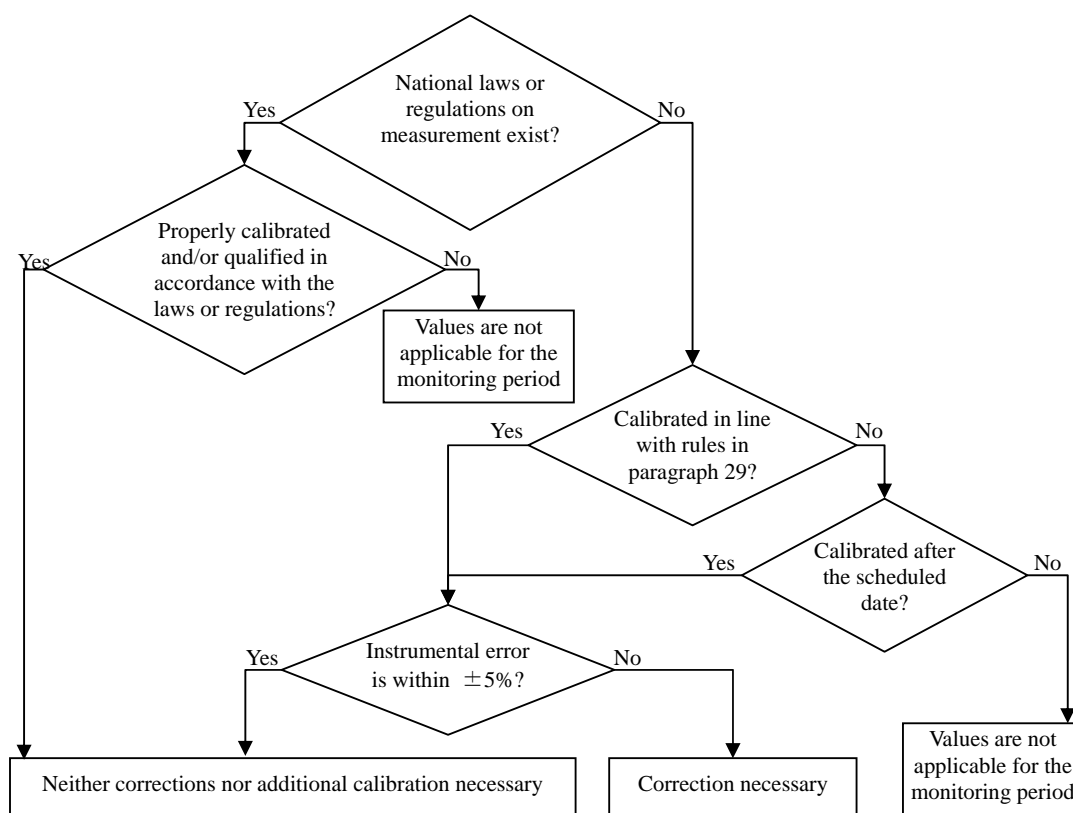 National laws or
regulations on
measurement exist?
Yes
No
Properly calibrated
and/or qualified in
accordance with the
laws or regulations?
Yes
No
Values are not
applicable for the
monitoring period
Calibrated in line
with rules in
paragraph 29?
Yes
No
Calibrated after
the scheduled
date?
Yes
No
Instrumental error
is within ±5%?
Yes
No
Neither corrections nor additional calibration necessary
Correction necessary
Values are not
applicable for the
monitoring period